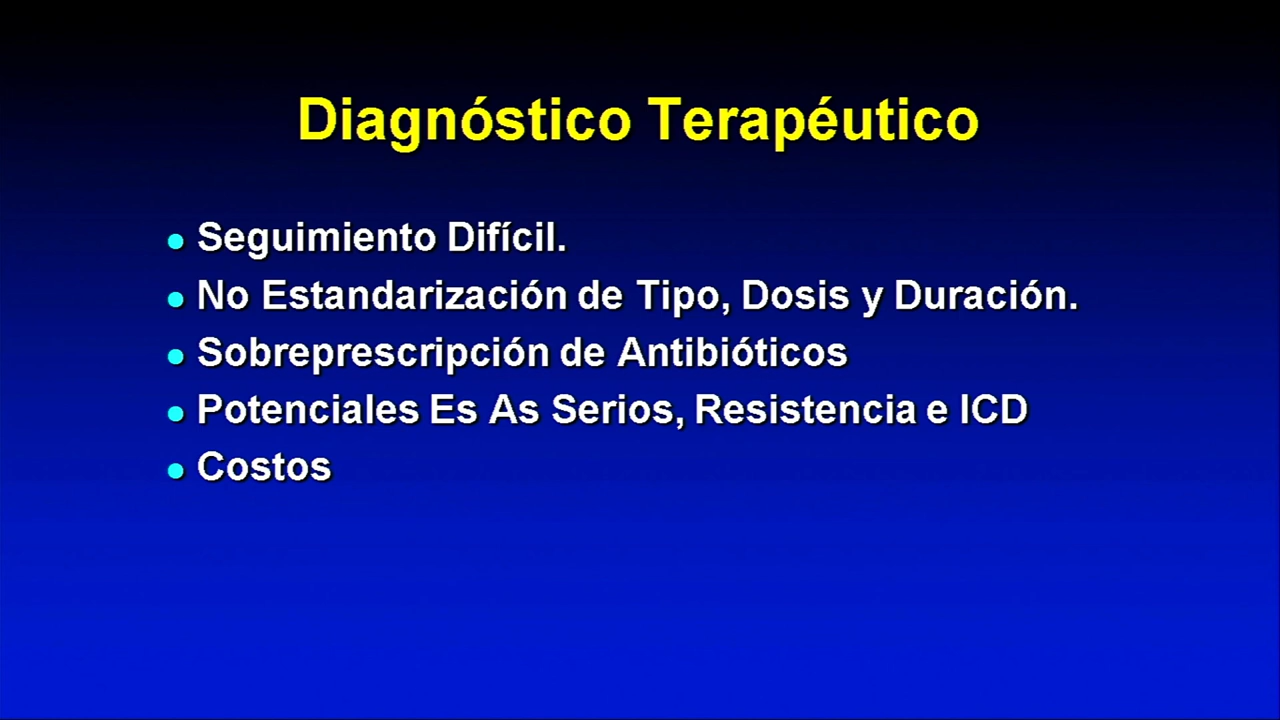 Diagnóstico Terapéutico
Seguimiento Difícil.
No Estandarización de Tipo, Dosis y Duración.
Sobreprescripción de Antibióticos
Potenciales Es As Serios, Resistencia e ICD
Costos